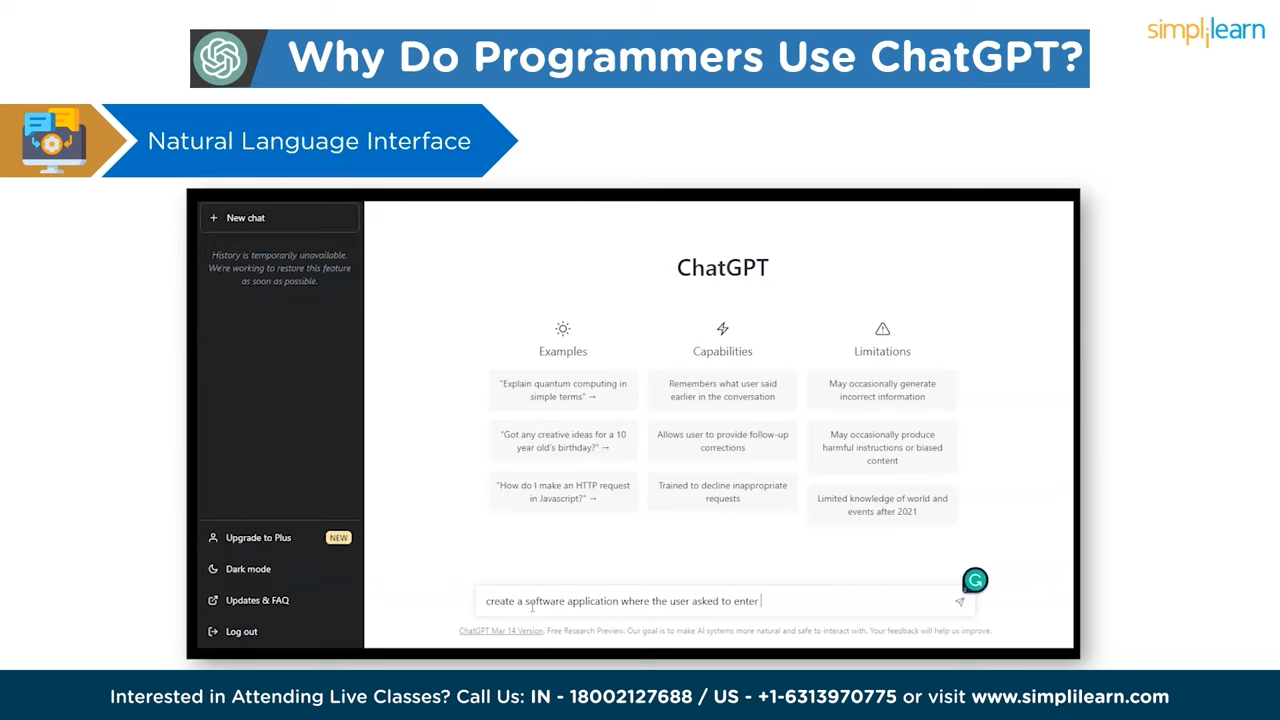 simplilearn
Why Do Programmers Use ChatGPT?
Natural Language Interface
+ New chat
History is temporarily unavailable.
We're working to restore this feature
as soon as possible.
Upgrade to Plus NEW
Dark mode
Updates & FAQ
Log out
ChatGPT
Examples
"Explain quantum computing in
simple terms" →
"Got any creative ideas for a 10
year old's birthday?" →
"How do I make an HTTP request
in Javascript?" →
Capabilities
Remembers what user said
earlier in the conversation
Allows user to provide follow-up
corrections
Trained to decline inappropriate
requests
Limitations
May occasionally generate
incorrect information
May occasionally produce
harmful instructions or biased
content
Limited knowledge of world and
events after 2021
create a software application where the user asked to enter
ChatGPT Mar 14 Version. Free Research Preview. Our goal is to make AI systems more natural and safe to interact with. Your feedback will help us improve.
Interested in Attending Live Classes? Call Us: IN - 18002127688 / US - +1-6313970775 or visit www.simplilearn.com